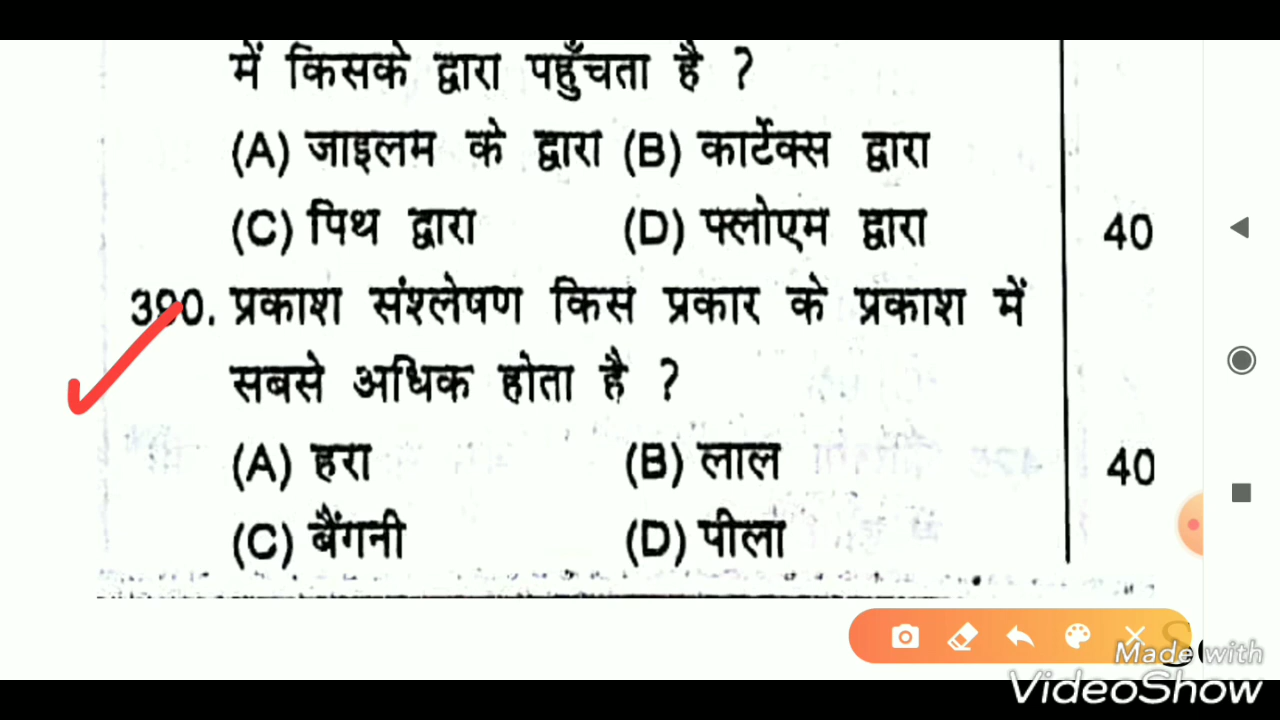 में किसके द्वारा पहुँचता है ?
(A) जाइलम के द्वारा (B) कार्टेक्स द्वारा
(C) पिथ द्वारा (D) फ्लोएम द्वारा 40
390. प्रकाश संश्लेषण किस प्रकार के प्रकाश में
सबसे अधिक होता है ?
(A) हरा (B) लाल 40
(C) बैंगनी (D) पीला
Made with
VideoShow